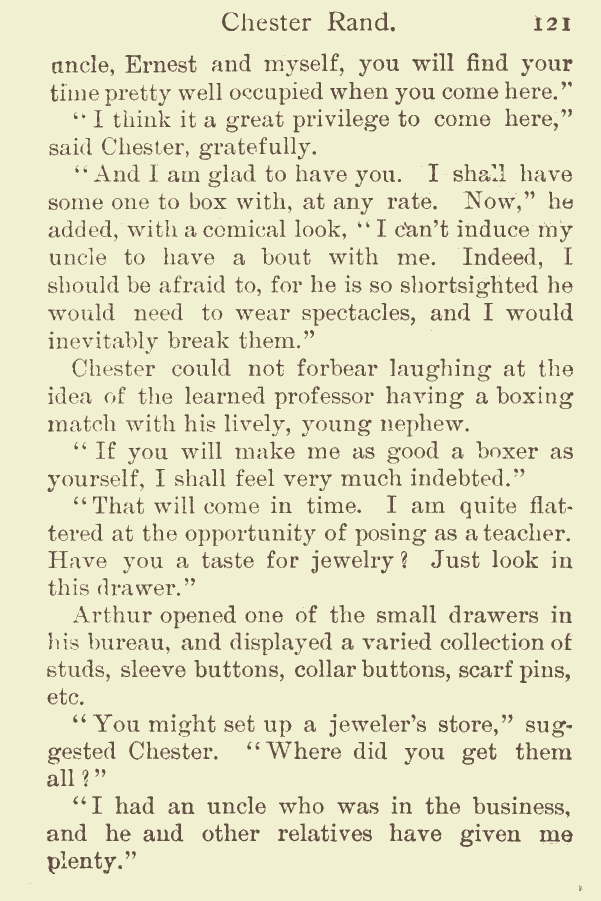 Chester Rand. 121
uncle, Ernest and myself, you will find your
time pretty well occupied when you come here."
"I think it a great privilege to come here,"
said Chester, gratefully.
"And I am glad to have you. I shall have
some one to box with, at any rate. Now," he
added, with a comical look, "I can't induce my
uncle to have a bout with me. Indeed, I
should be afraid to, for he is so shortsighted he
would need to wear spectacles, and I would
inevitably break them."
Chester could not forbear laughing at the
idea of the learned professor having a boxing
match with his lively, young nephew.
"If you will make me as good a boxer as
yourself, I shall feel very much indebted."
"That will come in time. I am quite flat-
tered at the opportunity of posing as a teacher.
Have you a taste for jewelry? Just look in
this drawer."
Arthur opened one of the small drawers in
his bureau, and displayed a varied collection of
studs, sleeve buttons, collar buttons, scarf pins,
etc.
"You might set up a jeweler's store," sug-
gested Chester. "Where did you get them
all?"
"I had an uncle who was in the business,
and he and other relatives have given me
plenty."